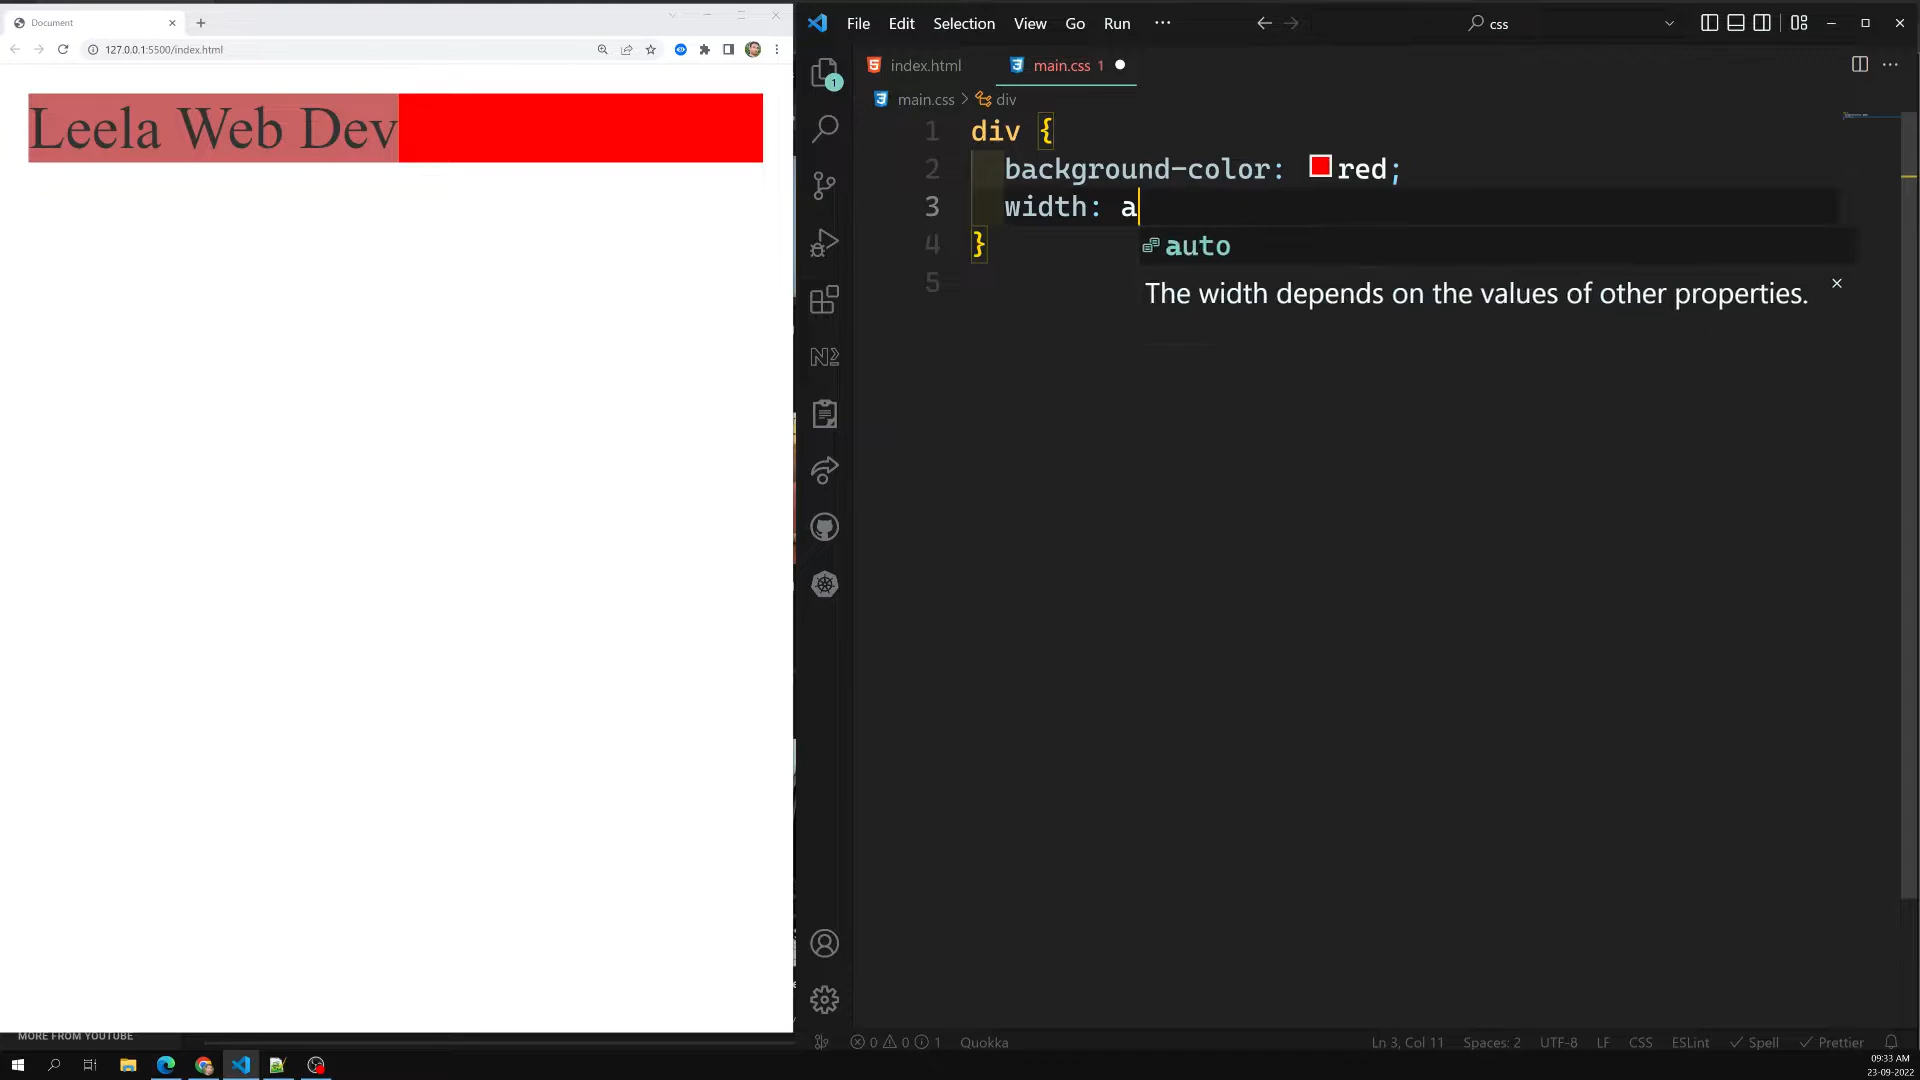 Document
127.0.0.1:5500/index.html
Leela Web Dev
MORE FROM YOUTUBE
File Edit Selection View Go Run ···
css
1
index.html
main.css 1
main.css > div
1 div {
2 background-color: red;
3 width: a
4 }
5
auto
The width depends on the values of other properties.
0 0 1 Quokka
Ln 3, Col 11 Spaces: 2 UTF-8 LF CSS ESLint Spell Prettier
09:33 AM
23-09-2022